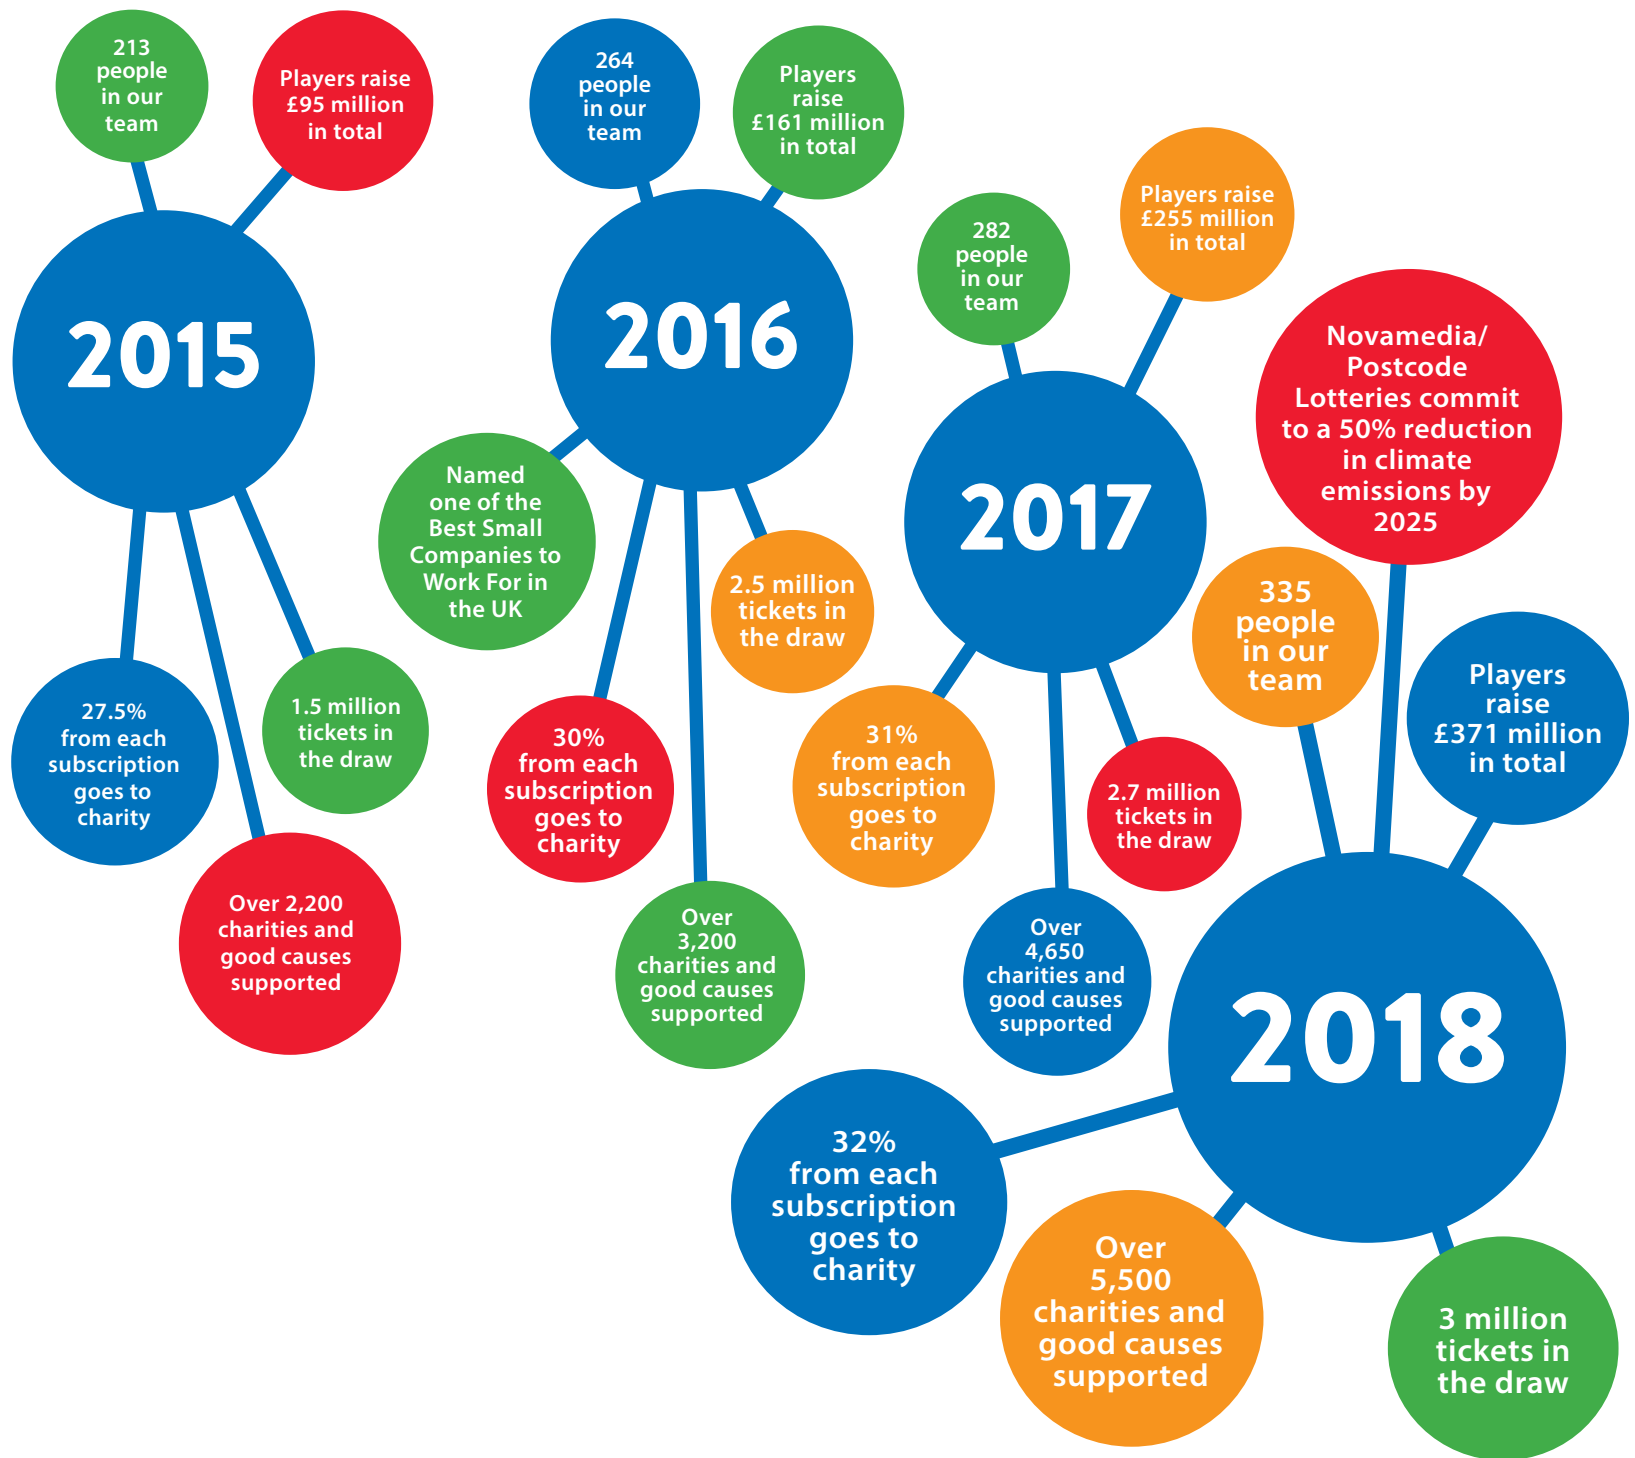 213
people
in our
team
Players raise
£95 million
in total
2015
27.5%
from each
subscription
goes to
charity
Over 2,200
charities and
good causes
supported
1.5 million
tickets in
the draw
264
people
in our
team
Players
raise
£161 million
in total
2016
Named
one of the
Best Small
Companies to
Work For in
the UK
30%
from each
subscription
goes to
charity
Over
3,200
charities and
good causes
supported
2.5 million
tickets in
the draw
282
people
in our
team
Players raise
£255 million
in total
2017
31%
from each
subscription
goes to
charity
Over
4,650
charities and
good causes
supported
2.7 million
tickets in
the draw
335
people
in our
team
Novamedia/
Postcode
Lotteries commit
to a 50% reduction
in climate
emissions by
2025
Players
raise
£371 million
in total
2018
32%
from each
subscription
goes to
charity
Over
5,500
charities and
good causes
supported
3 million
tickets in
the draw